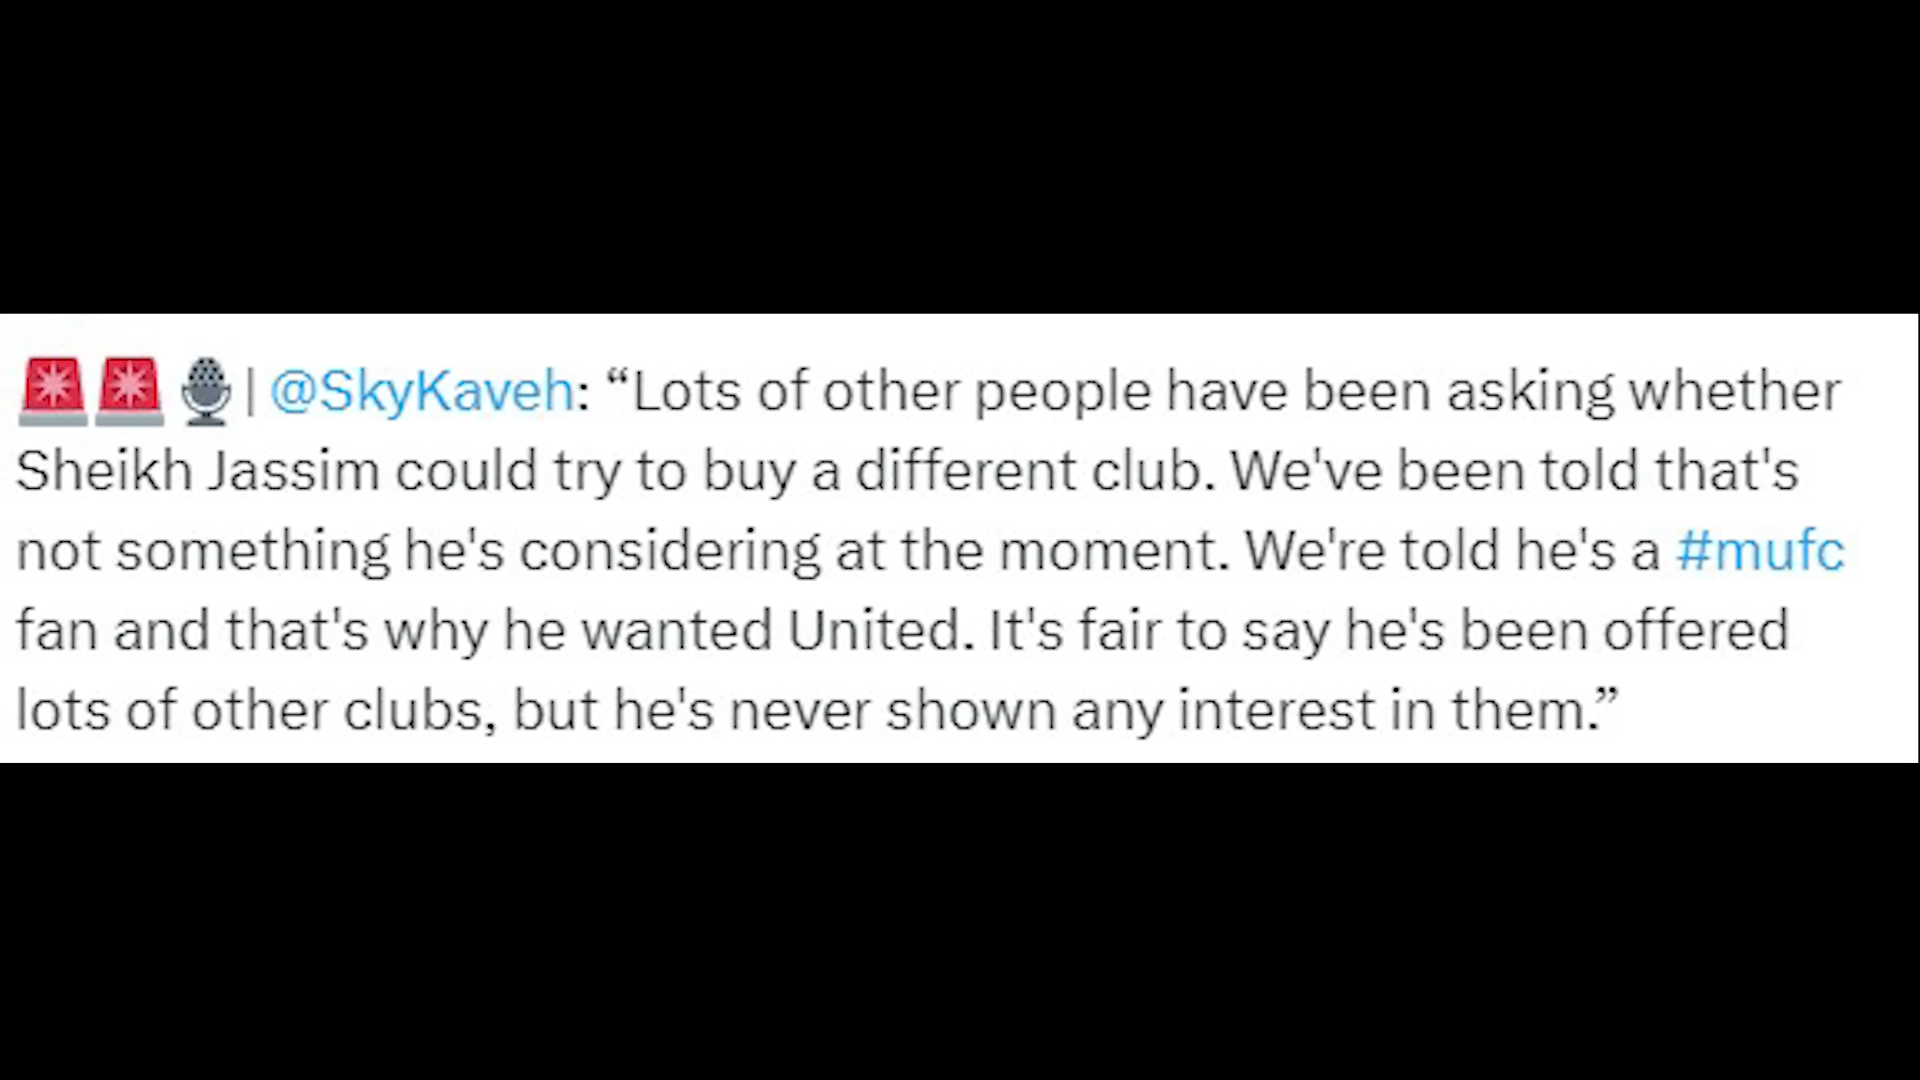 🚨🚨🎙️| @SkyKaveh: “Lots of other people have been asking whether
Sheikh Jassim could try to buy a different club. We've been told that's
not something he's considering at the moment. We're told he's a #mufc
fan and that's why he wanted United. It's fair to say he's been offered
lots of other clubs, but he's never shown any interest in them.”